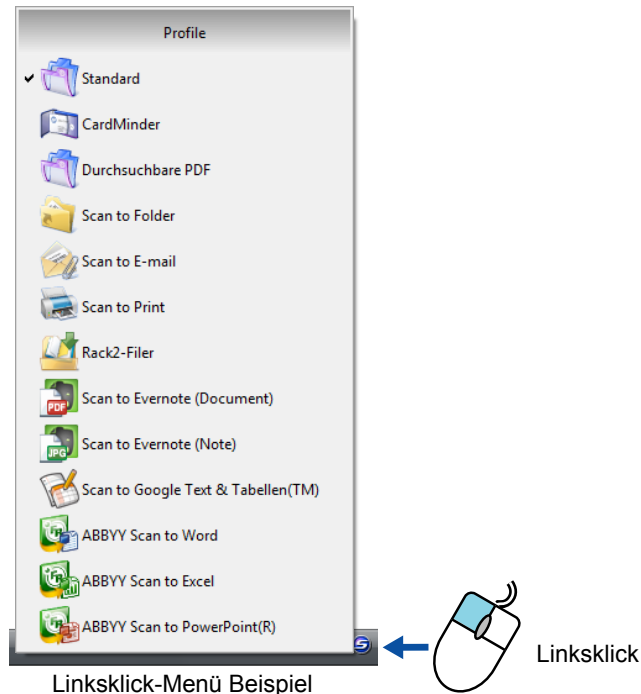 Profile
Standard
CardMinder
Durchsuchbare PDF
Scan to Folder
Scan to E-mail
Scan to Print
Rack2-Filer
PDF
Scan to Evernote (Document)
JPG
Scan to Evernote (Note)
Scan to Google Text & Tabellen(TM)
ABBYY Scan to Word
ABBYY Scan to Excel
ABBYY Scan to PowerPoint(R)
S
Linksklick
Linksklick-Menü Beispiel